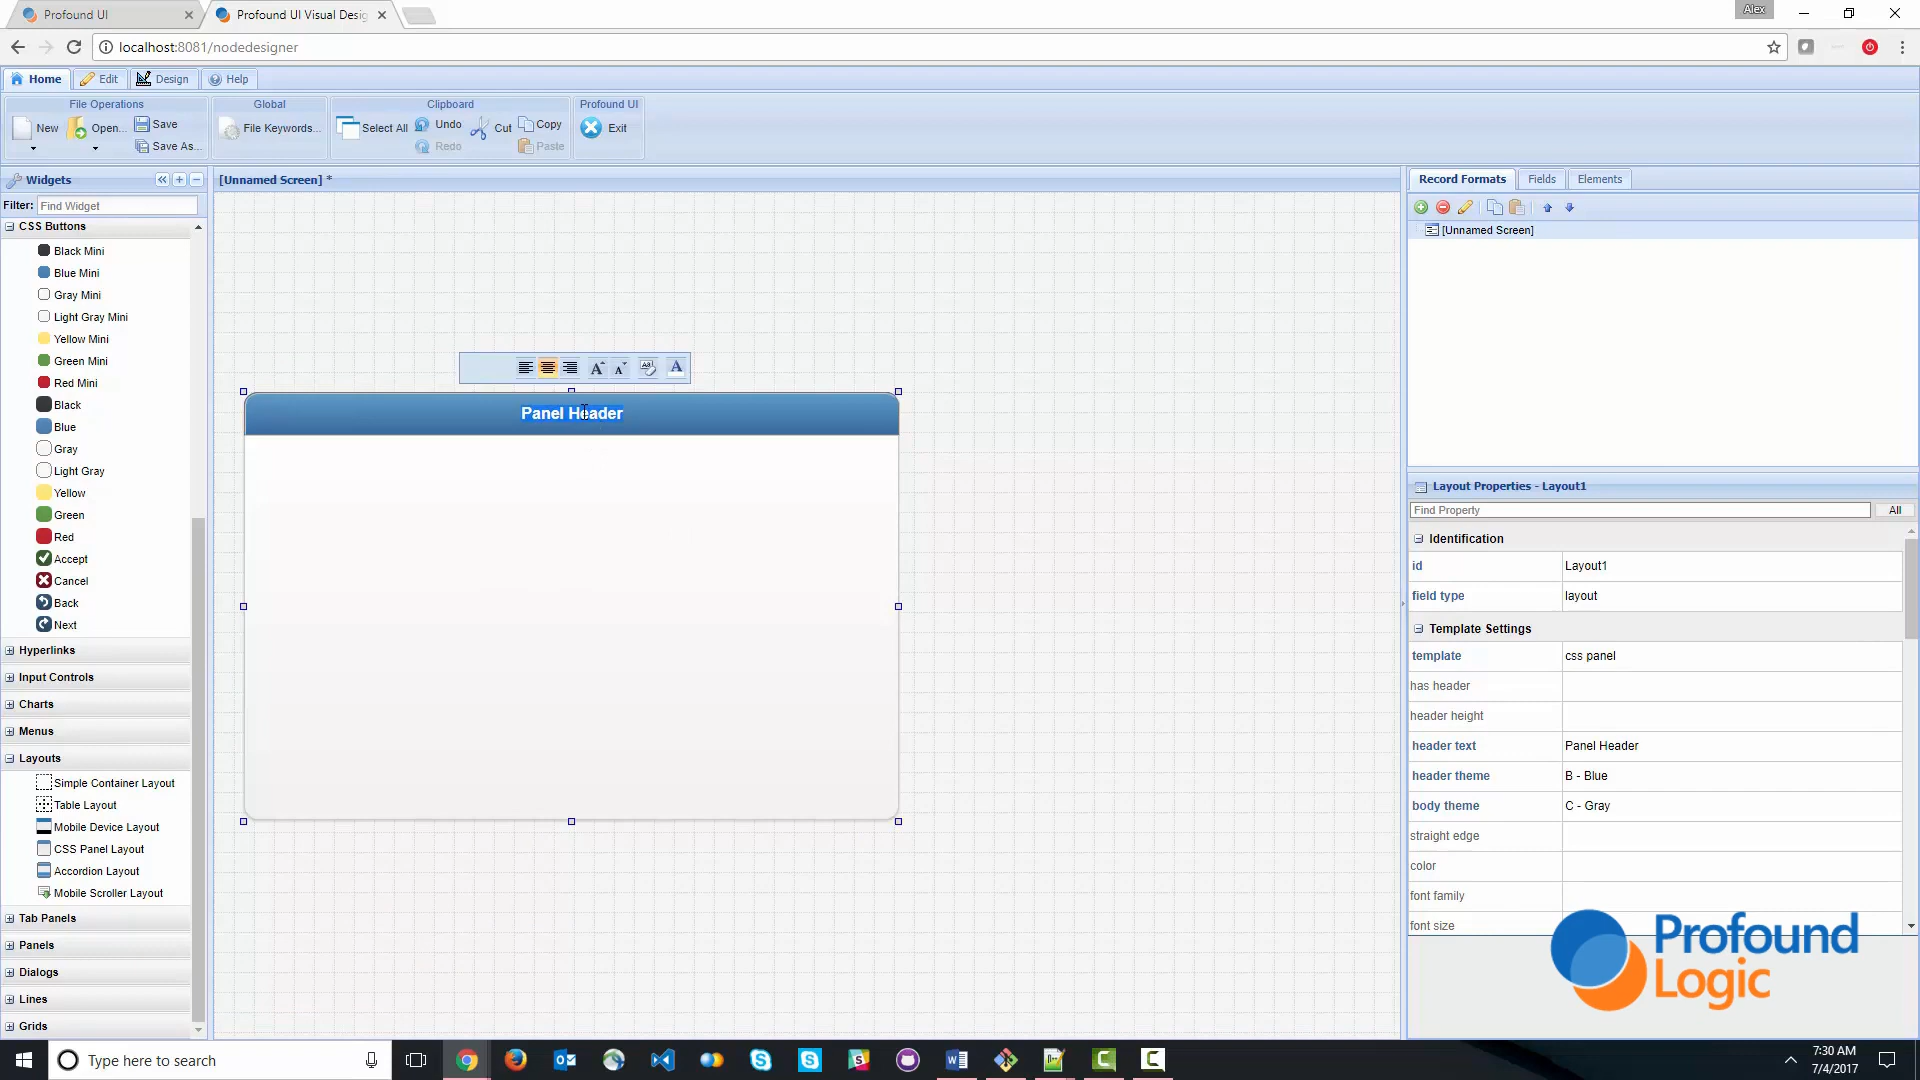 Profound UI
Profound UI Visual Desig
Alex
localhost:8081/nodedesigner
Home
Edit
Design
Help
File Operations
Global
Clipboard
Profound UI
New
Open...
Save
Save As...
File Keywords...
Select All
Undo
Redo
Cut
Copy
Paste
Exit
Widgets
[Unnamed Screen] *
Record Formats
Fields
Elements
Filter:
Find Widget
CSS Buttons
Black Mini
Blue Mini
Gray Mini
Light Gray Mini
Yellow Mini
Green Mini
Red Mini
Black
Blue
Gray
Light Gray
Yellow
Green
Red
Accept
Cancel
Back
Next
Hyperlinks
Input Controls
Charts
Menus
Layouts
Simple Container Layout
Table Layout
Mobile Device Layout
CSS Panel Layout
Accordion Layout
Mobile Scroller Layout
Tab Panels
Panels
Dialogs
Lines
Grids
Panel Header
[Unnamed Screen]
Layout Properties - Layout1
Find Property
All
Identification
id
Layout1
field type
layout
Template Settings
template
css panel
has header
header height
header text
Panel Header
header theme
B - Blue
body theme
C - Gray
straight edge
color
font family
font size
Profound
Logic
Type here to search
7:30 AM
7/4/2017